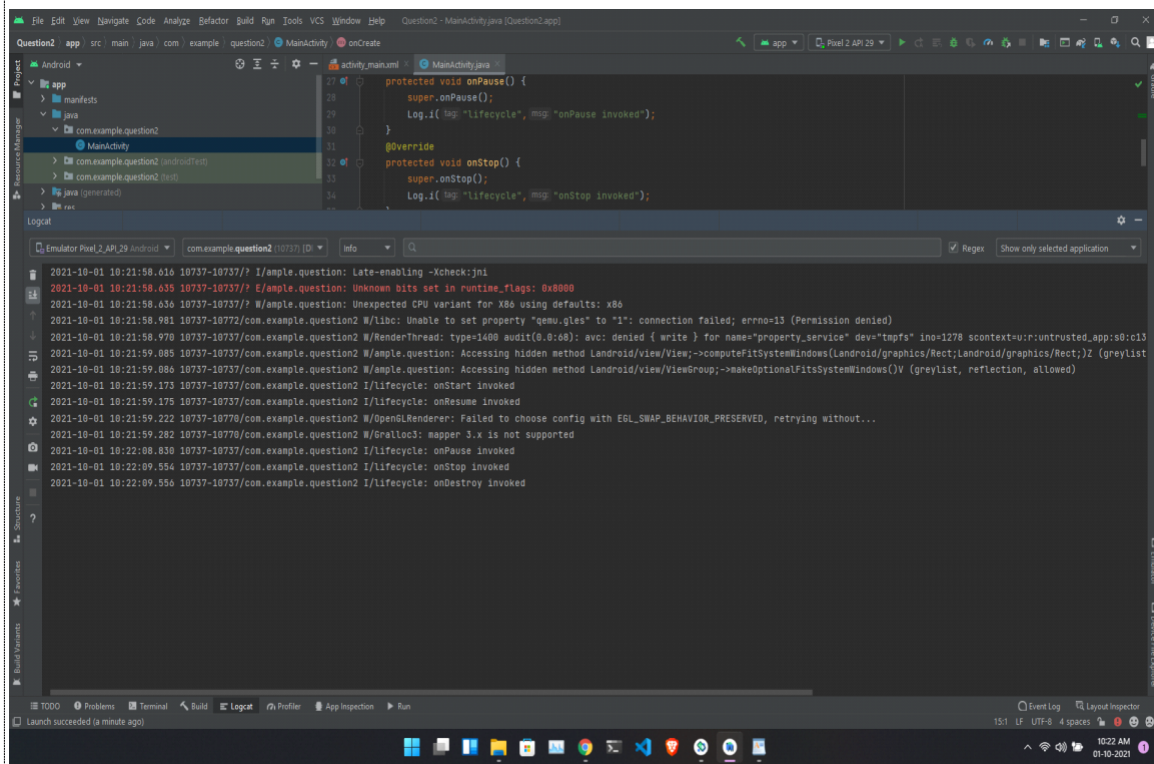 File Edit View Navigate Code Analyze Refactor Build Run Tools VCS Window Help Question2 - MainActivity.java [Question2.app]
Question2 app src main java com example question2 MainActivity onCreate app Pixel 2 API 29
Android activity_main.xml MainActivity.java
Project
Resource Manager
app
manifests
java
com.example.question2
MainActivity
com.example.question2 (androidTest)
com.example.question2 (test)
java (generated)
res
27 protected void onPause() {
28 super.onPause();
29 Log.i( tag: "lifecycle", msg: "onPause invoked");
30 }
31 @Override
32 protected void onStop() {
33 super.onStop();
34 Log.i( tag: "lifecycle", msg: "onStop invoked");
Logcat
Emulator Pixel_2_API_29 Android com.example.question2 (10737) [D Info Regex Show only selected application
2021-10-01 10:21:58.616 10737-10737/? I/ample.question: Late-enabling -Xcheck:jni
2021-10-01 10:21:58.635 10737-10737/? E/ample.question: Unknown bits set in runtime_flags: 0x8000
2021-10-01 10:21:58.636 10737-10737/? W/ample.question: Unexpected CPU variant for X86 using defaults: x86
2021-10-01 10:21:58.981 10737-10772/com.example.question2 W/libc: Unable to set property "qemu.gles" to "1": connection failed; errno=13 (Permission denied)
2021-10-01 10:21:58.970 10737-10737/com.example.question2 W/RenderThread: type=1400 audit(0.0:68): avc: denied { write } for name="property_service" dev="tmpfs" ino=1278 scontext=u:r:untrusted_app:s0:c13
2021-10-01 10:21:59.085 10737-10737/com.example.question2 W/ample.question: Accessing hidden method Landroid/view/View;->computeFitSystemWindows(Landroid/graphics/Rect;Landroid/graphics/Rect;)Z (greylist
2021-10-01 10:21:59.086 10737-10737/com.example.question2 W/ample.question: Accessing hidden method Landroid/view/ViewGroup;->makeOptionalFitsSystemWindows()V (greylist, reflection, allowed)
2021-10-01 10:21:59.173 10737-10737/com.example.question2 I/lifecycle: onStart invoked
2021-10-01 10:21:59.175 10737-10737/com.example.question2 I/lifecycle: onResume invoked
2021-10-01 10:21:59.222 10737-10770/com.example.question2 W/OpenGLRenderer: Failed to choose config with EGL_SWAP_BEHAVIOR_PRESERVED, retrying without...
2021-10-01 10:21:59.282 10737-10770/com.example.question2 W/Gralloc3: mapper 3.x is not supported
2021-10-01 10:22:08.830 10737-10737/com.example.question2 I/lifecycle: onPause invoked
2021-10-01 10:22:09.554 10737-10737/com.example.question2 I/lifecycle: onStop invoked
2021-10-01 10:22:09.556 10737-10737/com.example.question2 I/lifecycle: onDestroy invoked
Structure
Favorites
Build Variants
TODO Problems Terminal Build Logcat Profiler App Inspection Run Event Log Layout Inspector
Launch succeeded (a minute ago) 15:1 LF UTF-8 4 spaces
10:22 AM
01-10-2021 1